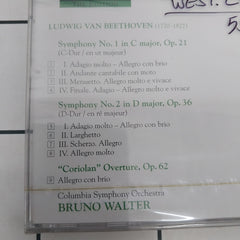 WEST.
LUDWIG VAN BEETHOVEN (1770-1827)
Symphony No. 1 in C major, Op. 21
(C-Dur / en ut majeur)
I. Adagio molto – Allegro con brio
II. Andante cantabile con moto
III. Menuetto. Allegro molto e vivace
IV. Finale. Adagio – Allegro molto e vivace
Symphony No. 2 in D major, Op. 36
(D-Dur / en ré majeur)
I. Adagio molto – Allegro con brio
II. Larghetto
III. Scherzo. Allegro
IV. Allegro molto
"Coriolan" Overture, Op. 62
9 Allegro con brio
Columbia Symphony Orchestra
BRUNO WALTER